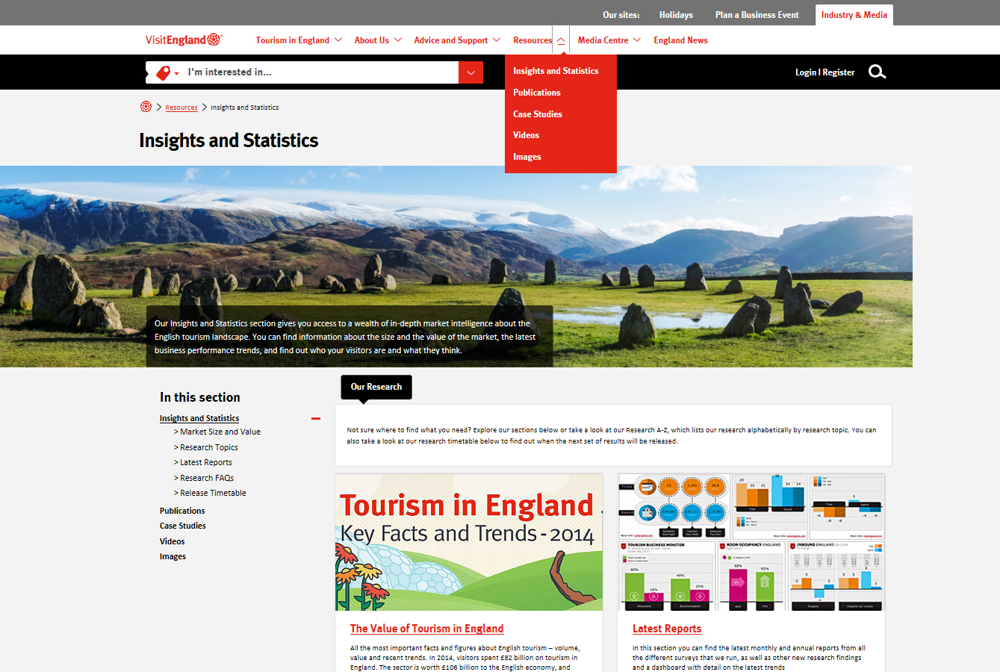 Our sites:
Holidays
Plan a Business Event
Industry & Media
VisitEngland
Tourism in England
About Us
Advice and Support
Resources
Media Centre
England News
I'm interested in...
Insights and Statistics
Publications
Case Studies
Videos
Images
Login | Register
Resources
Insights and Statistics
Insights and Statistics
Our Insights and Statistics section gives you access to a wealth of in-depth market intelligence about the
English tourism landscape. You can find information about the size and the value of the market, the latest
business performance trends, and find out who your visitors are and what they think.
In this section
Insights and Statistics
> Market Size and Value
> Research Topics
> Latest Reports
> Research FAQs
> Release Timetable
Publications
Case Studies
Videos
Images
Our Research
Not sure where to find what you need? Explore our sections below or take a look at our Research A-Z, which lists our research alphabetically by research topic. You can
also take a look at our research timetable below to find out when the next set of results will be released.
Tourism in England
Key Facts and Trends - 2014
TOURISM BUSINESS MONITOR
ROOM OCCUPANCY ENGLAND
INBOUND ENGLAND
60%
16%
40%
25%
68%
62%
The Value of Tourism in England
All the most important facts and figures about English tourism – volume,
value and recent trends. In 2014, visitors spent £82 billion on tourism in
England. The sector is worth £106 billion to the English economy, and
Latest Reports
In this section you can find the latest monthly and annual reports from all
the different surveys that we run, as well as other new research findings
and a dashboard with detail on the latest trends